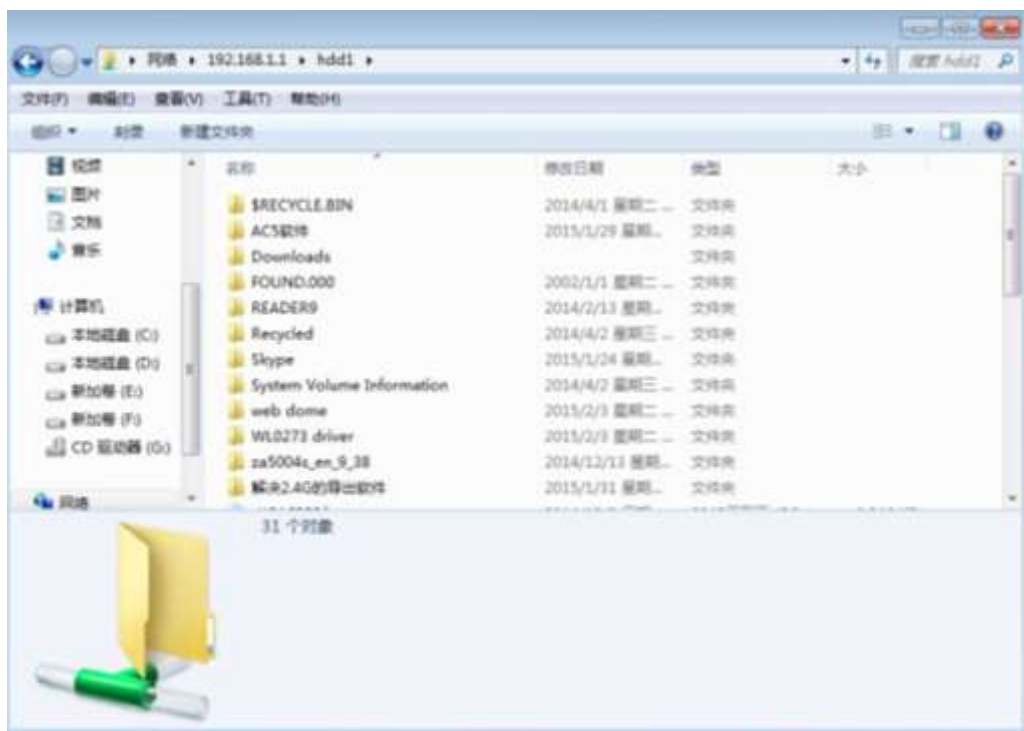 网络 192.168.1.1 hdd1 搜索 hdd1
文件(F) 编辑(E) 查看(V) 工具(T) 帮助(H)
组织 刻录 新建文件夹
视频
图片
文档
音乐
计算机
本地磁盘 (C:)
本地磁盘 (D:)
新加卷 (E:)
新加卷 (F:)
CD 驱动器 (G:)
网络
名称 修改日期 类型 大小
$RECYCLE.BIN 2014/4/1 星期二 ... 文件夹
AC5软件 2015/1/29 星期... 文件夹
Downloads 文件夹
FOUND.000 2002/1/1 星期二 ... 文件夹
READER9 2014/2/13 星期... 文件夹
Recycled 2014/4/2 星期三 ... 文件夹
Skype 2015/1/24 星期... 文件夹
System Volume Information 2014/4/2 星期三 ... 文件夹
web dome 2015/2/3 星期二 ... 文件夹
WL0273 driver 2015/2/3 星期二 ... 文件夹
za5004s_en_9_38 2014/12/13 星期... 文件夹
解决2.4G的导出软件 2015/1/31 星期... 文件夹
31 个对象